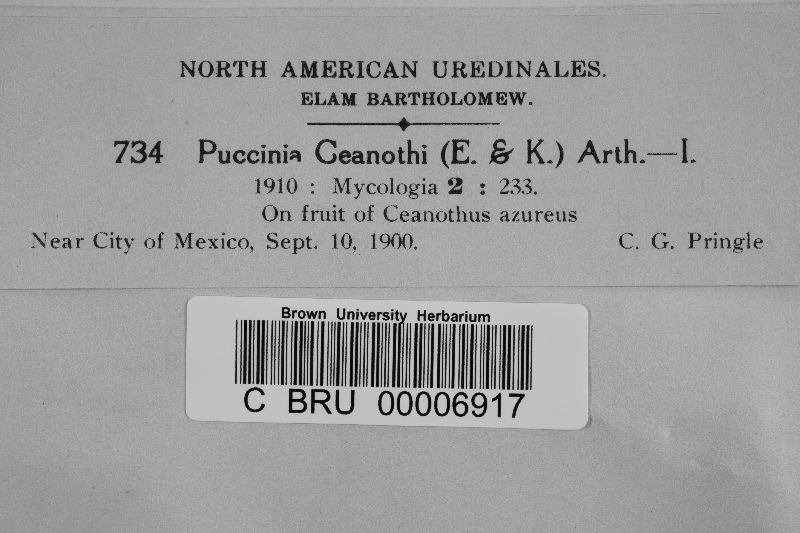 NORTH AMERICAN UREDINALES.
ELAM BARTHOLOMEW.
734 Puccinia Ceanothi (E. & K.) Arth.—I.
1910 : Mycologia 2 : 233.
On fruit of Ceanothus azureus
Near City of Mexico, Sept. 10, 1900. C. G. Pringle
Brown University Herbarium
C BRU 00006917